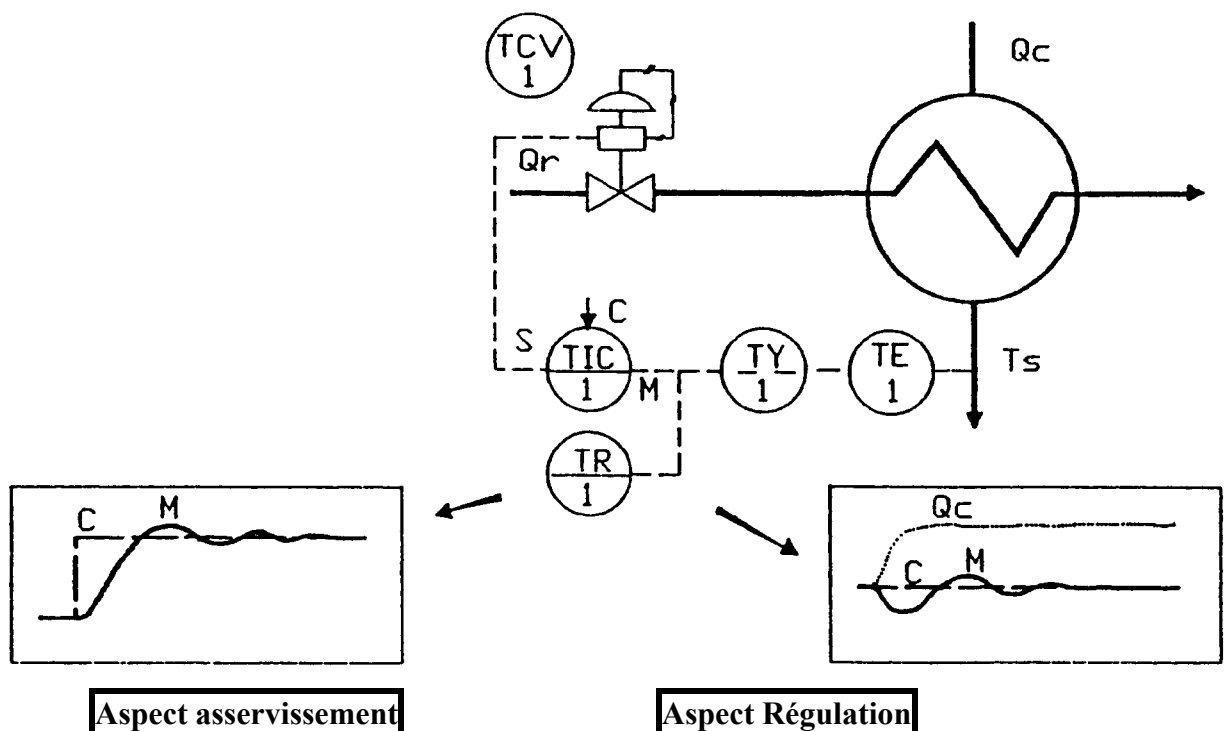 TCV
1
Qc
Qr
C
S
TIC
1
M
TY
1
TE
1
Ts
TR
1
C
M
Qc
C
M
Aspect asservissement
Aspect Régulation